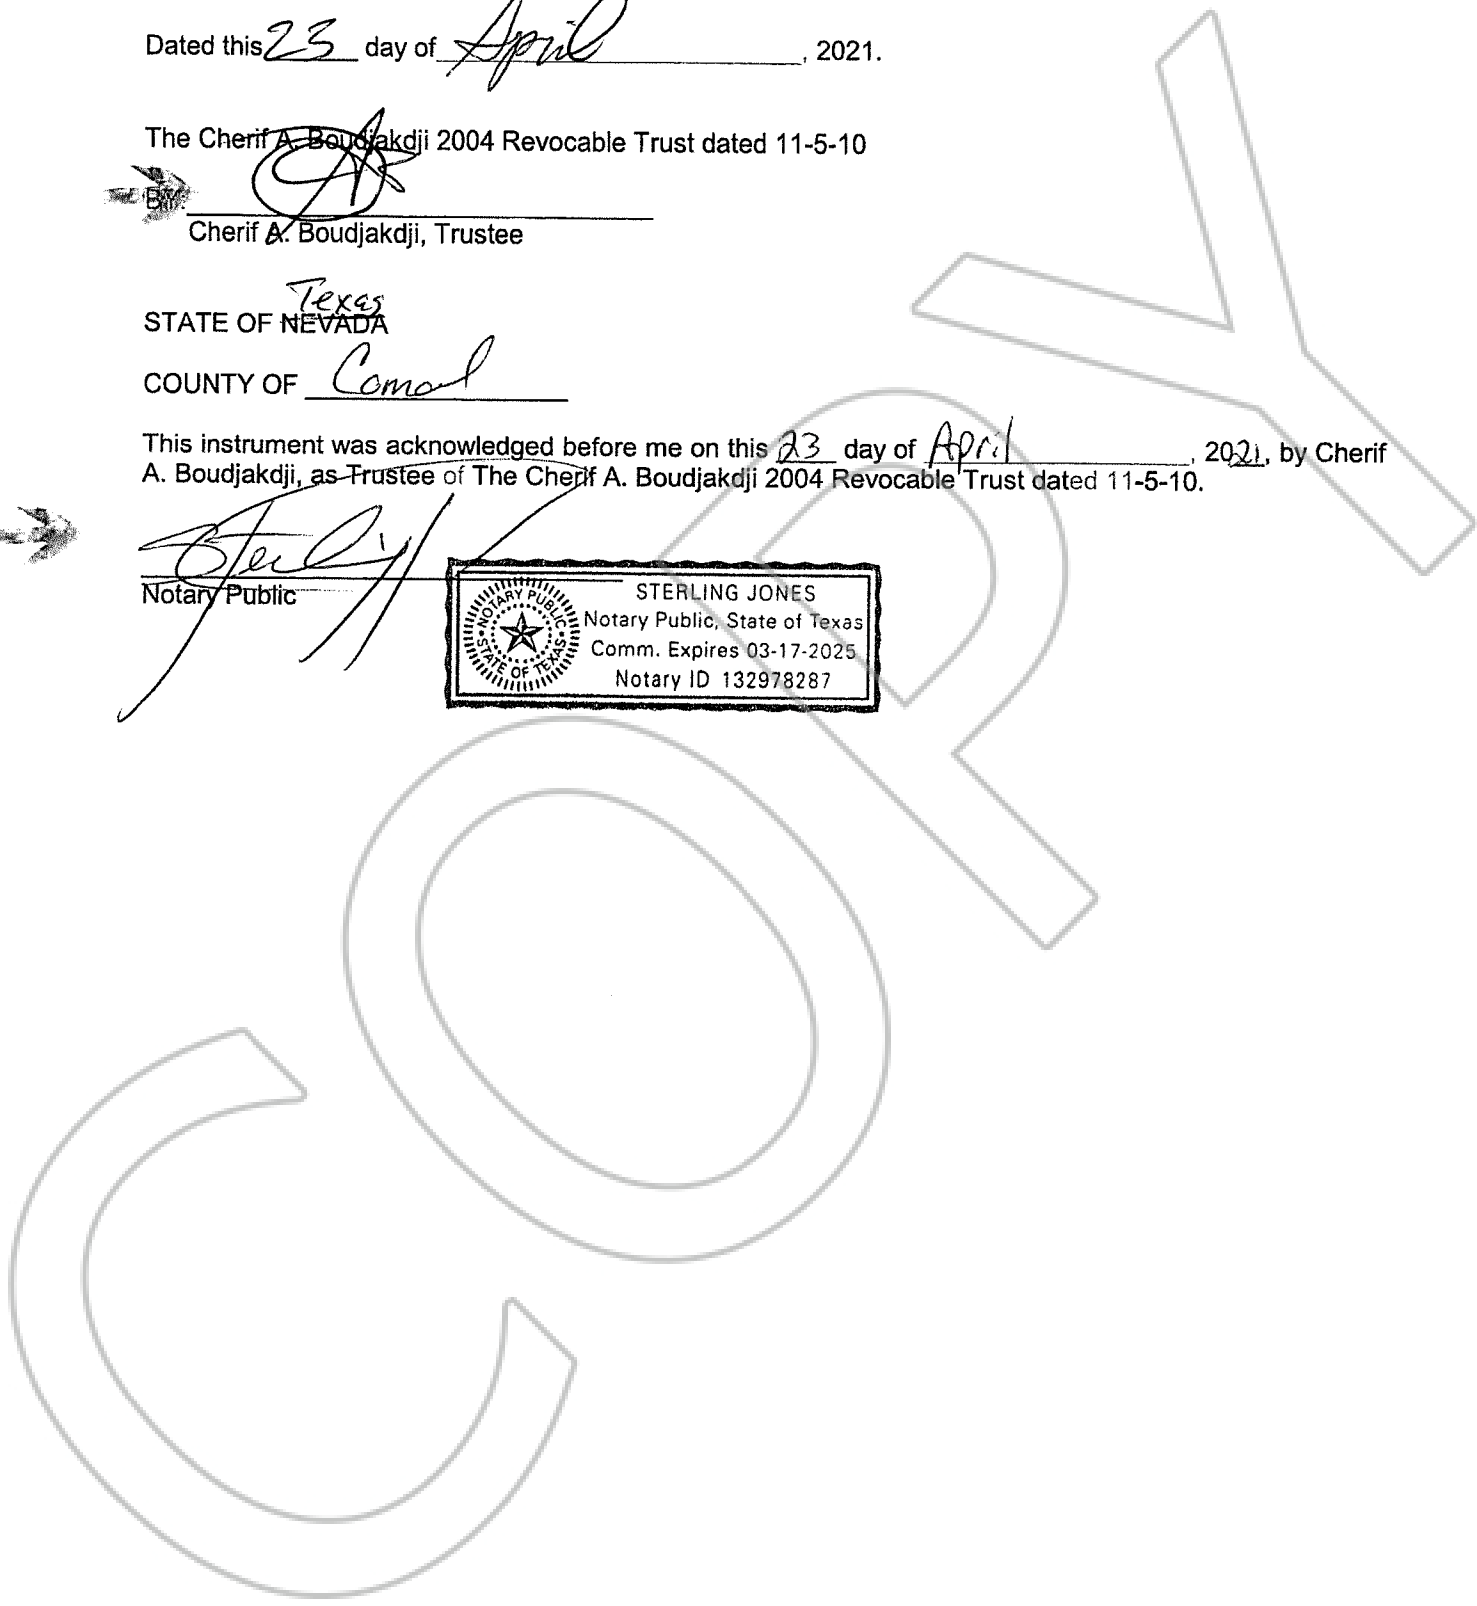 Dated this 23 day of April, 2021.
The Cherif A. Boudjakdji 2004 Revocable Trust dated 11-5-10
By:
Cherif A. Boudjakdji, Trustee
Texas
STATE OF NEVADA
COUNTY OF Comal
This instrument was acknowledged before me on this 23 day of April, 2021, by Cherif
A. Boudjakdji, as Trustee of The Cherif A. Boudjakdji 2004 Revocable Trust dated 11-5-10.
Notary Public
NOTARY PUBLIC
STATE OF TEXAS
STERLING JONES
Notary Public, State of Texas
Comm. Expires 03-17-2025
Notary ID 132978287
COPY